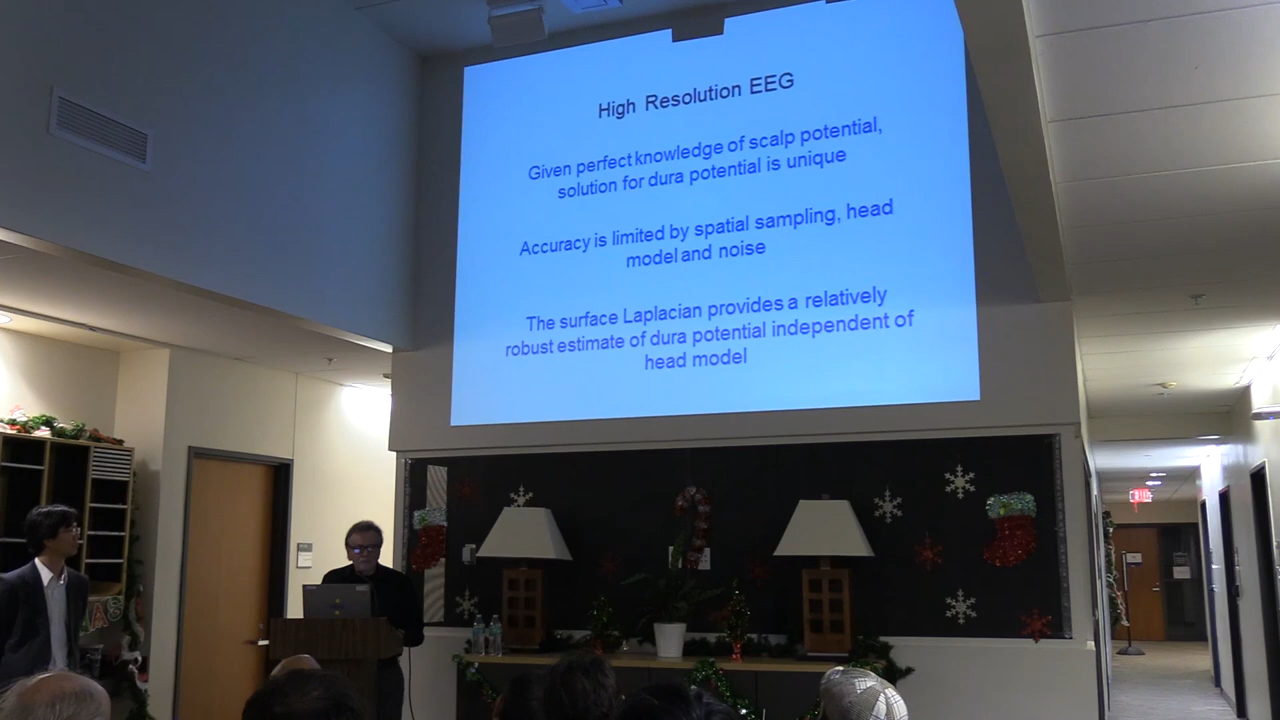 High Resolution EEG
Given perfect knowledge of scalp potential,
solution for dura potential is unique
Accuracy is limited by spatial sampling, head
model and noise
The surface Laplacian provides a relatively
robust estimate of dura potential independent of
head model